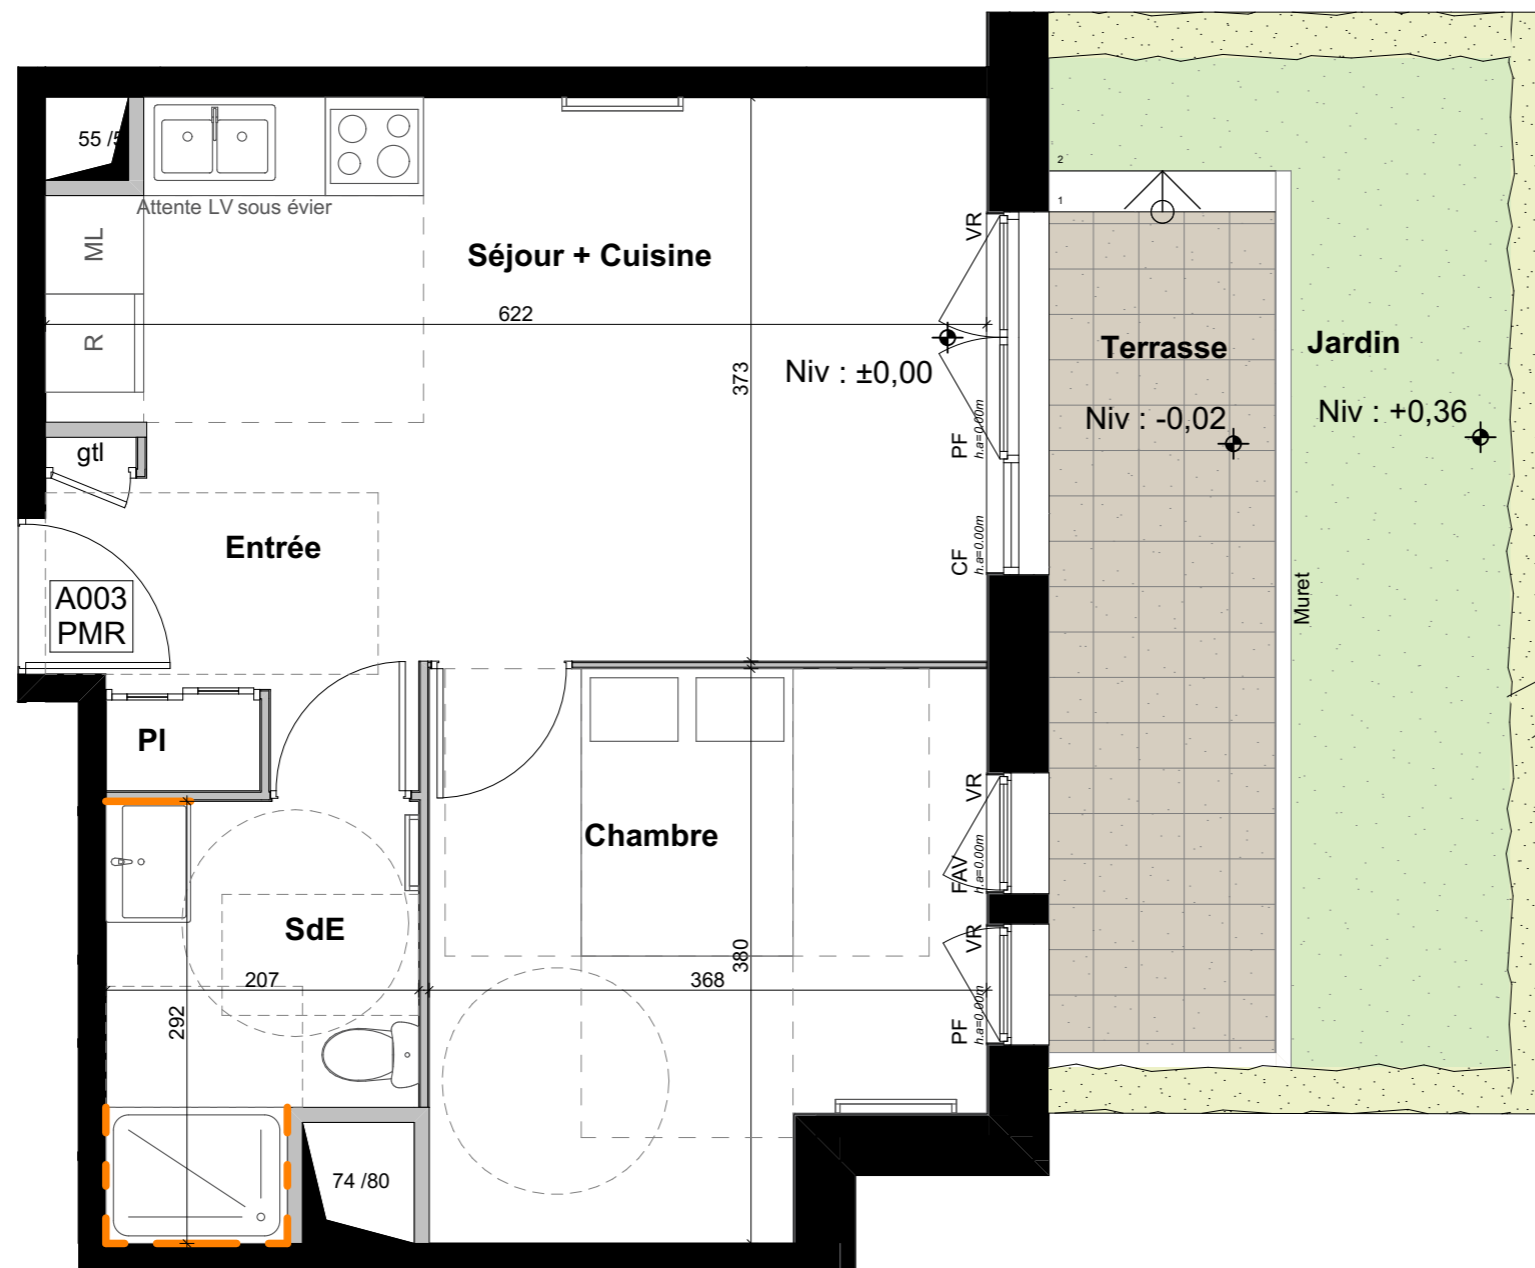 55 /5
Attente LV sous évier
ML
R
Séjour + Cuisine
622
373
Niv : ±0,00
VR
PF
h.a=0.00m
CF
h.a=0.00m
2
1
Terrasse
Niv : -0,02
Jardin
Niv : +0,36
Muret
gtl
Entrée
A003
PMR
Pl
Chambre
VR
FAV
h.a=0.00m
VR
PF
h.a=0.00m
SdE
207
292
368
380
74 /80